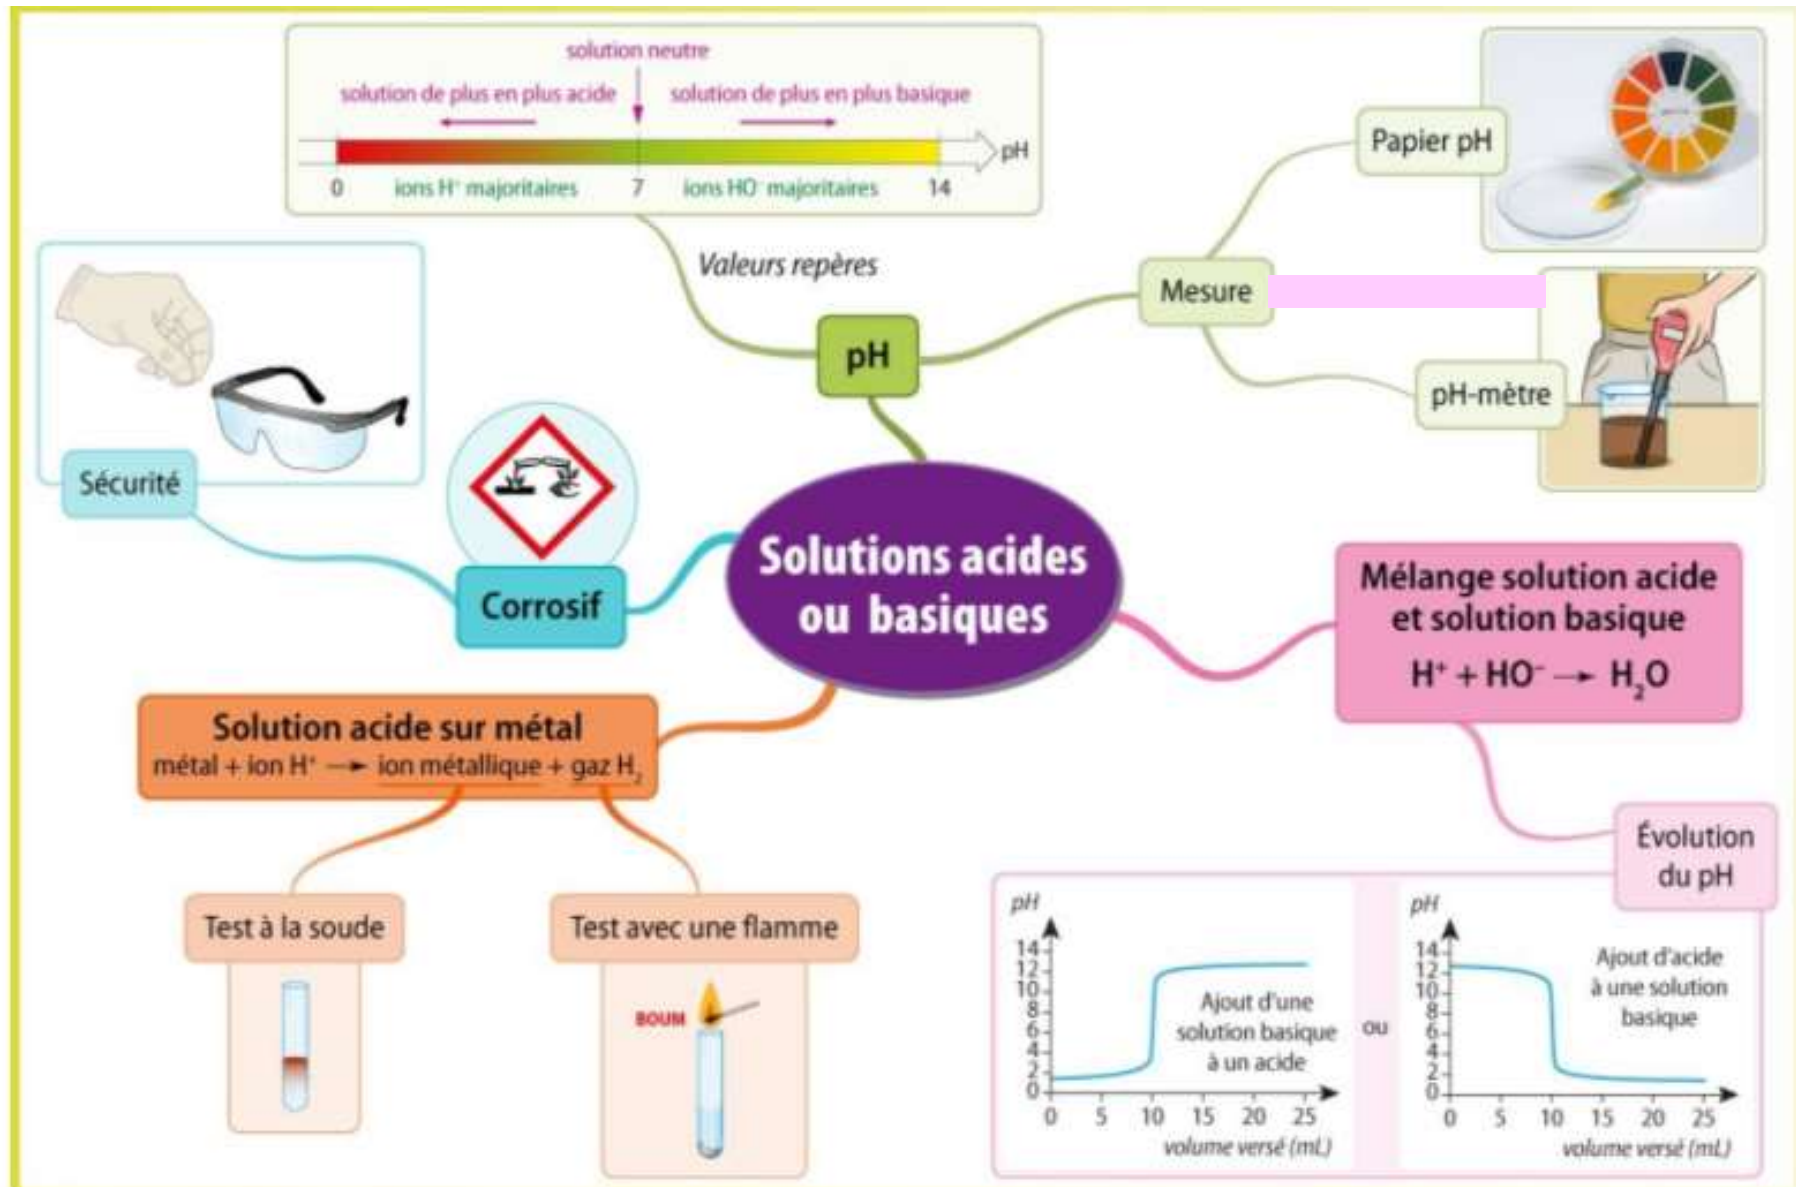 solution neutre
solution de plus en plus acide
solution de plus en plus basique
pH
0
ions H⁺ majoritaires
7
ions HO⁻ majoritaires
14
Valeurs repères
pH
Mesure
Papier pH
pH-mètre
Sécurité
Corrosif
Solutions acides
ou basiques
Mélange solution acide
et solution basique
H⁺ + HO⁻ → H₂O
Solution acide sur métal
métal + ion H⁺ → ion métallique + gaz H₂
Test à la soude
Test avec une flamme
BOUM
Évolution
du pH
pH
14
12
10
8
6
4
2
0
0 5 10 15 20 25
volume versé (mL)
Ajout d'une
solution basique
à un acide
ou
pH
14
12
10
8
6
4
2
0
0 5 10 15 20 25
volume versé (mL)
Ajout d'acide
à une solution
basique